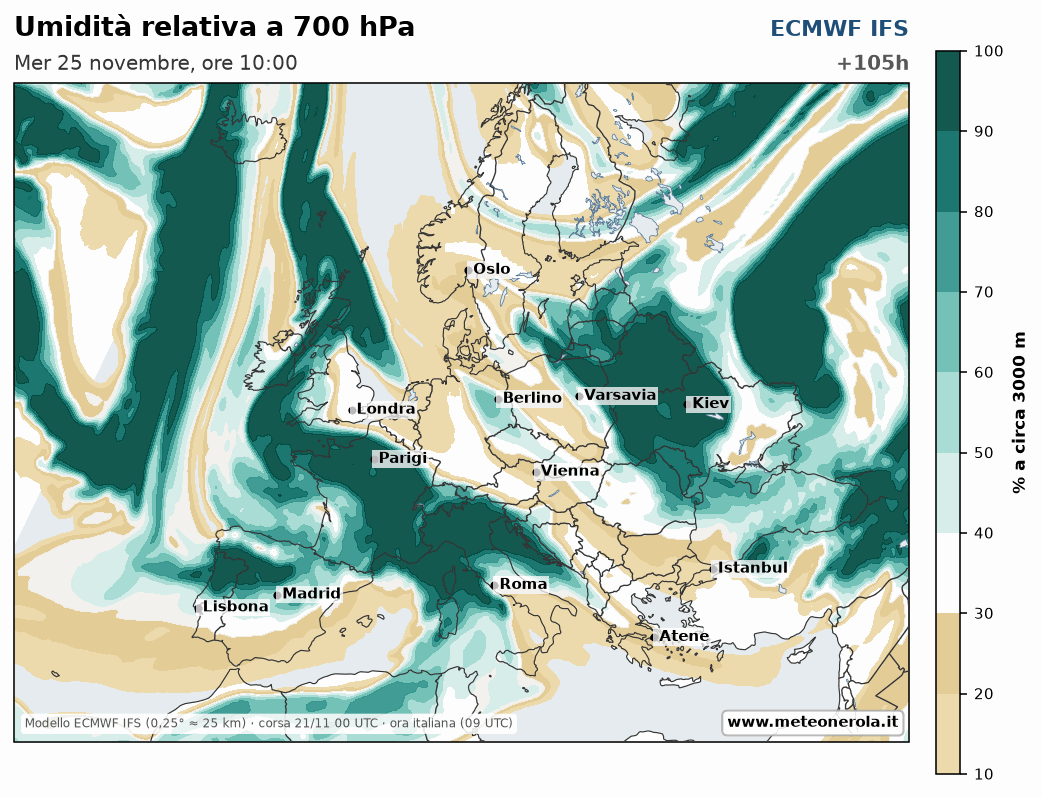 Umidità relativa a 700 hPa
ECMWF IFS
Mer 25 novembre, ore 10:00
+105h
100
90
80
70
60
50
40
30
20
10
% a circa 3000 m
Oslo
Berlino
Varsavia
Kiev
Londra
Parigi
Vienna
Istanbul
Roma
Madrid
Lisbona
Atene
Modello ECMWF IFS (0,25° ≈ 25 km) · corsa 21/11 00 UTC · ora italiana (09 UTC)
www.meteonerola.it